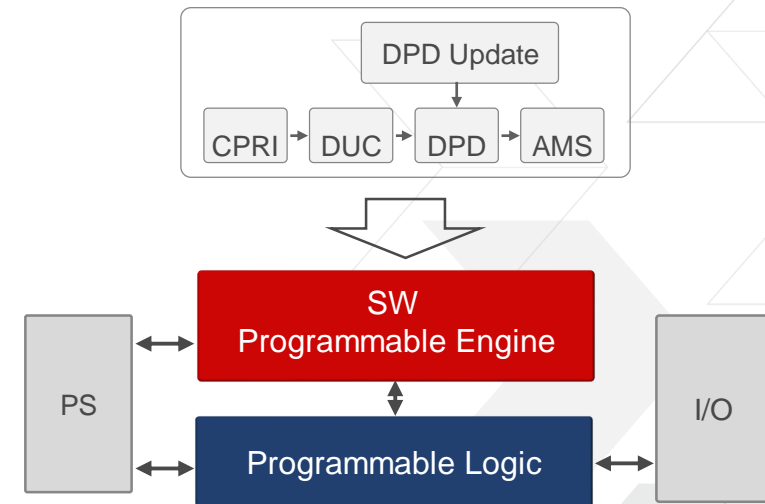 DPD Update
CPRI
DUC
DPD
AMS
SW
Programmable Engine
PS
I/O
Programmable Logic